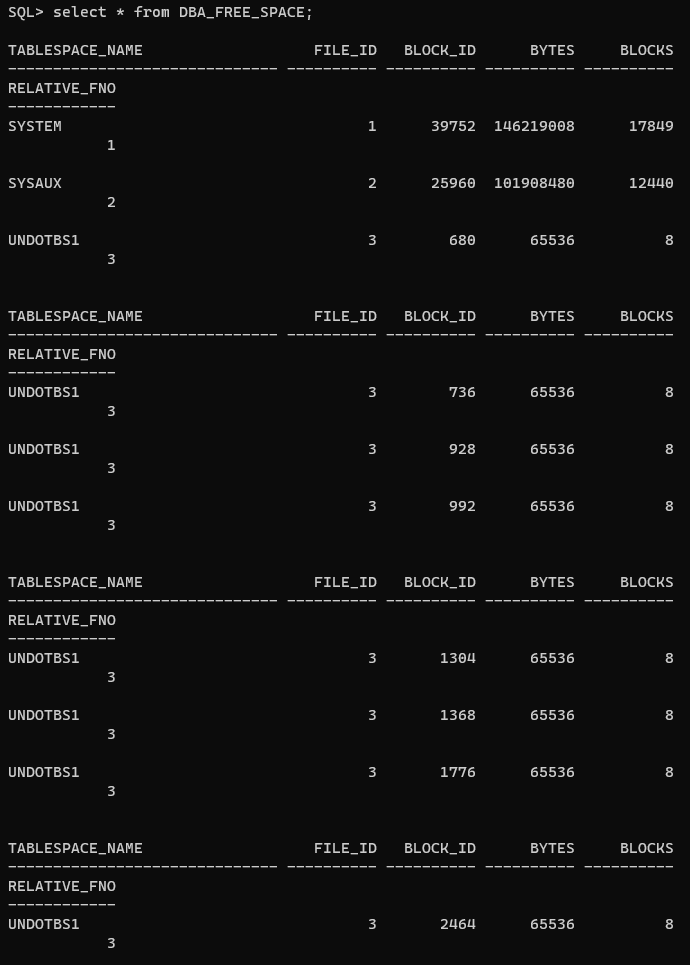 SQL> select * from DBA_FREE_SPACE;
TABLESPACE_NAME                   FILE_ID   BLOCK_ID      BYTES     BLOCKS
------------------------------ ---------- ---------- ---------- ----------
RELATIVE_FNO
------------
SYSTEM                                  1      39752  146219008      17849
           1
SYSAUX                                  2      25960  101908480      12440
           2
UNDOTBS1                                3        680      65536          8
           3
TABLESPACE_NAME                   FILE_ID   BLOCK_ID      BYTES     BLOCKS
------------------------------ ---------- ---------- ---------- ----------
RELATIVE_FNO
------------
UNDOTBS1                                3        736      65536          8
           3
UNDOTBS1                                3        928      65536          8
           3
UNDOTBS1                                3        992      65536          8
           3
TABLESPACE_NAME                   FILE_ID   BLOCK_ID      BYTES     BLOCKS
------------------------------ ---------- ---------- ---------- ----------
RELATIVE_FNO
------------
UNDOTBS1                                3       1304      65536          8
           3
UNDOTBS1                                3       1368      65536          8
           3
UNDOTBS1                                3       1776      65536          8
           3
TABLESPACE_NAME                   FILE_ID   BLOCK_ID      BYTES     BLOCKS
------------------------------ ---------- ---------- ---------- ----------
RELATIVE_FNO
------------
UNDOTBS1                                3       2464      65536          8
           3